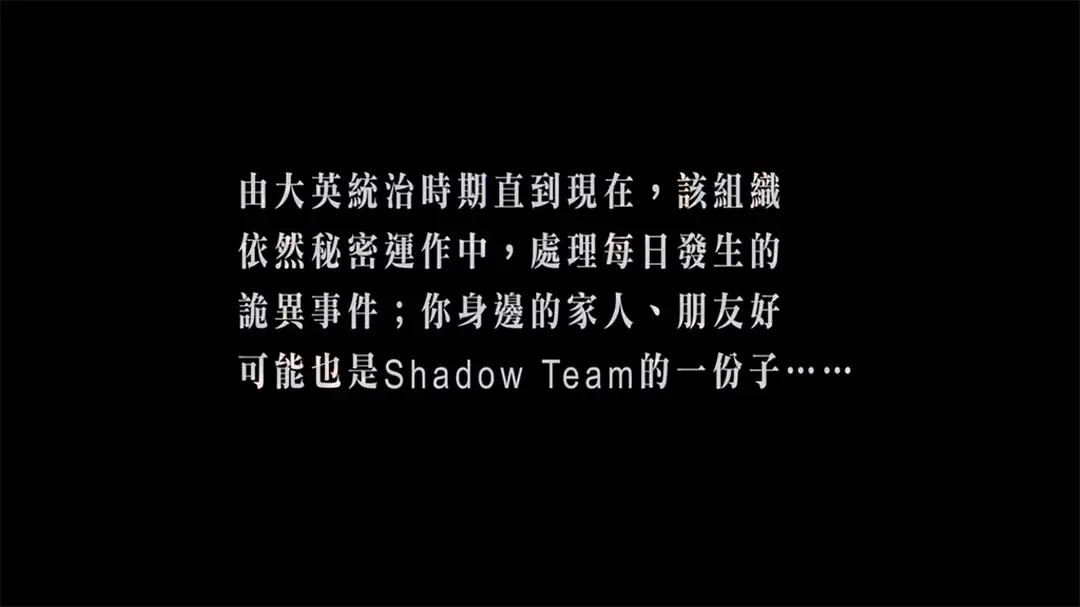 由大英統治時期直到現在，該組織
依然秘密運作中，處理每日發生的
詭異事件；你身邊的家人、朋友好
可能也是Shadow Team的一份子⋯⋯